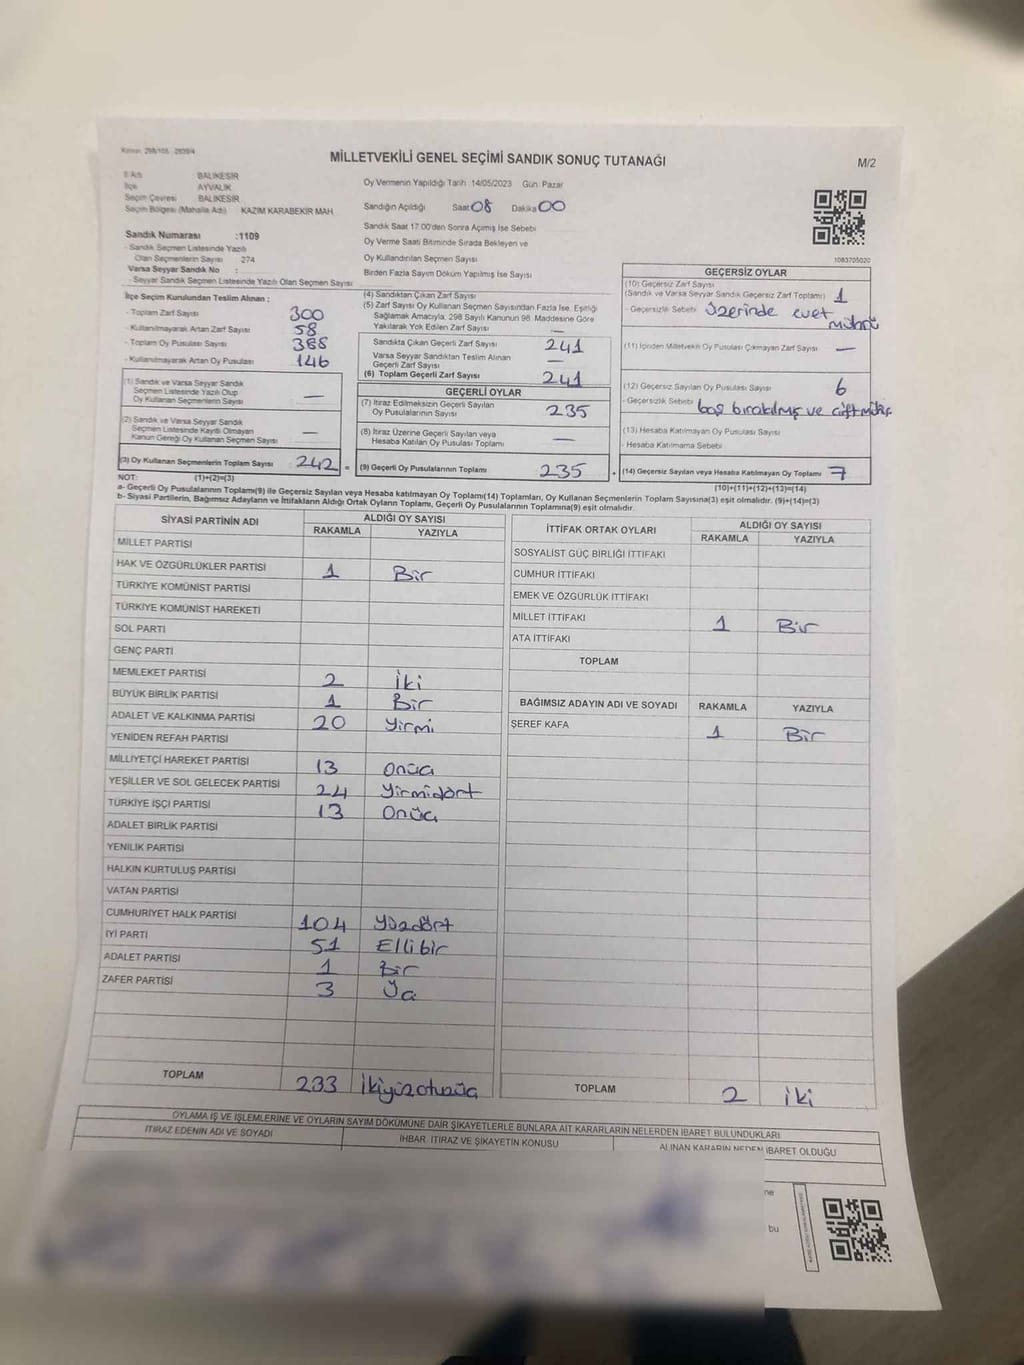 MİLLETVEKİLİ GENEL SEÇİMİ SANDIK SONUÇ TUTANAĞI
M/2
İl Adı BALIKESİR
İlçe AYVALIK
Seçim Çevresi BALIKESİR
Seçim Bölgesi (Mahalle Adı) KAZIM KARABEKİR MAH.
Sandık Numarası :1109
- Sandık Seçmen Listesinde Yazılı
Olan Seçmenlerin Sayısı 274
Varsa Seyyar Sandık No :
- Seyyar Sandık Seçmen Listesinde Yazılı Olan Seçmen Sayısı
Oy Vermenin Yapıldığı Tarih 14/05/2023 Gün Pazar
Sandığın Açıldığı Saat 08 Dakika 00
Sandık Saat 17:00'den Sonra Açılmış İse Sebebi
Oy Verme Saati Bitiminde Sırada Bekleyen ve
Oy Kullandırılan Seçmen Sayısı
Birden Fazla Sayım Döküm Yapılmış İse Sayısı
1083705020
İlçe Seçim Kurulundan Teslim Alınan :
- Toplam Zarf Sayısı 300
- Kullanılmayarak Artan Zarf Sayısı 58
- Toplam Oy Pusulası Sayısı 388
- Kullanılmayarak Artan Oy Pusulası 146
(1) Sandık ve Varsa Seyyar Sandık
Seçmen Listesinde Yazılı Olup
Oy Kullanan Seçmenlerin Sayısı —
(2) Sandık ve Varsa Seyyar Sandık
Seçmen Listesinde Kayıtlı Olmayan
Kanun Gereği Oy Kullanan Seçmen Sayısı —
(3) Oy Kullanan Seçmenlerin Toplam Sayısı 242 =
(4) Sandıktan Çıkan Zarf Sayısı
(5) Zarf Sayısı Oy Kullanan Seçmen Sayısından Fazla İse, Eşitliği
Sağlamak Amacıyla, 298 Sayılı Kanunun 98. Maddesine Göre
Yakılarak Yok Edilen Zarf Sayısı —
Sandıkta Çıkan Geçerli Zarf Sayısı 241
Varsa Seyyar Sandıktan Teslim Alınan
Geçerli Zarf Sayısı —
(6) Toplam Geçerli Zarf Sayısı 241
GEÇERLİ OYLAR
(7) İtiraz Edilmeksizin Geçerli Sayılan
Oy Pusulalarının Sayısı 235
(8) İtiraz Üzerine Geçerli Sayılan veya
Hesaba Katılan Oy Pusulası Toplamı —
(9) Geçerli Oy Pusulalarının Toplamı 235 +
GEÇERSİZ OYLAR
(10) Geçersiz Zarf Sayısı
(Sandık ve Varsa Seyyar Sandık Geçersiz Zarf Toplamı) 1
- Geçersizlik Sebebi üzerinde evet
mührü
(11) İçinden Milletvekili Oy Pusulası Çıkmayan Zarf Sayısı —
(12) Geçersiz Sayılan Oy Pusulası Sayısı 6
- Geçersizlik Sebebi boş bırakılmış ve çift mühür
(13) Hesaba Katılmayan Oy Pusulası Sayısı
- Hesaba Katılmama Sebebi
(14) Geçersiz Sayılan veya Hesaba Katılmayan Oy Toplamı 7
NOT: (1)+(2)=(3) (10)+(11)+(12)+(13)=(14)
a- Geçerli Oy Pusulalarının Toplamı(9) ile Geçersiz Sayılan veya Hesaba katılmayan Oy Toplamı(14) Toplamları, Oy Kullanan Seçmenlerin Toplam Sayısına(3) eşit olmalıdır. (9)+(14)=(3)
b- Siyasi Partilerin, Bağımsız Adayların ve İttifakların Aldığı Ortak Oyların Toplamı, Geçerli Oy Pusulalarının Toplamına(9) eşit olmalıdır.
SİYASİ PARTİNİN ADI ALDIĞI OY SAYISI
RAKAMLA YAZIYLA
MİLLET PARTİSİ
HAK VE ÖZGÜRLÜKLER PARTİSİ 1 Bir
TÜRKİYE KOMÜNİST PARTİSİ
TÜRKİYE KOMÜNİST HAREKETİ
SOL PARTİ
GENÇ PARTİ
MEMLEKET PARTİSİ 2 İki
BÜYÜK BİRLİK PARTİSİ 1 Bir
ADALET VE KALKINMA PARTİSİ 20 Yirmi
YENİDEN REFAH PARTİSİ
MİLLİYETÇİ HAREKET PARTİSİ 13 Onüç
YEŞİLLER VE SOL GELECEK PARTİSİ 24 Yirmidört
TÜRKİYE İŞÇİ PARTİSİ 13 Onüç
ADALET BİRLİK PARTİSİ
YENİLİK PARTİSİ
HALKIN KURTULUŞ PARTİSİ
VATAN PARTİSİ
CUMHURİYET HALK PARTİSİ 104 Yüzdört
İYİ PARTİ 51 Ellibir
ADALET PARTİSİ 1 Bir
ZAFER PARTİSİ 3 Üç
TOPLAM 233 İkiyüzotuzüç
İTTİFAK ORTAK OYLARI ALDIĞI OY SAYISI
RAKAMLA YAZIYLA
SOSYALİST GÜÇ BİRLİĞİ İTTİFAKI
CUMHUR İTTİFAKI
EMEK VE ÖZGÜRLÜK İTTİFAKI
MİLLET İTTİFAKI 1 Bir
ATA İTTİFAKI
TOPLAM
BAĞIMSIZ ADAYIN ADI VE SOYADI RAKAMLA YAZIYLA
ŞEREF KAFA 1 Bir
TOPLAM 2 İki
OYLAMA İŞ VE İŞLEMLERİNE VE OYLARIN SAYIM DÖKÜMÜNE DAİR ŞİKAYETLERLE BUNLARA AİT KARARLARIN NELERDEN İBARET BULUNDUKLARI
İTİRAZ EDENİN ADI VE SOYADI İHBAR İTİRAZ VE ŞİKAYETİN KONUSU ALINAN KARARIN NEDEN İBARET OLDUĞU
ne
bu